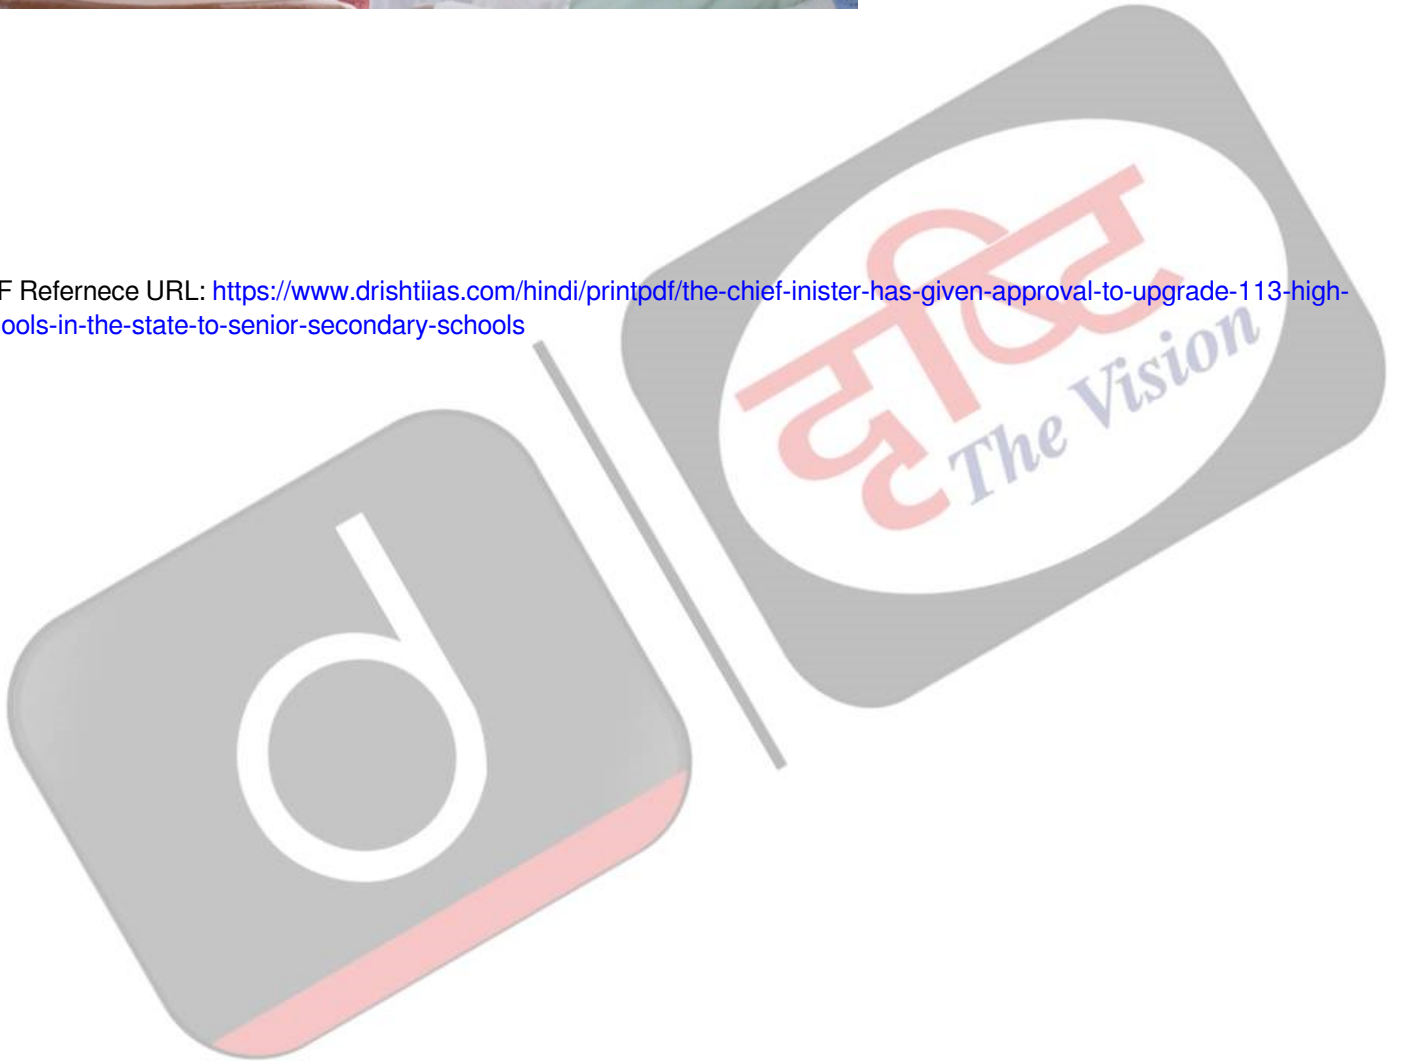 F Refernece URL: https://www.drishtiias.com/hindi/printpdf/the-chief-inister-has-given-approval-to-upgrade-113-high-
ools-in-the-state-to-senior-secondary-schools
दृष्टि
The Vision
d